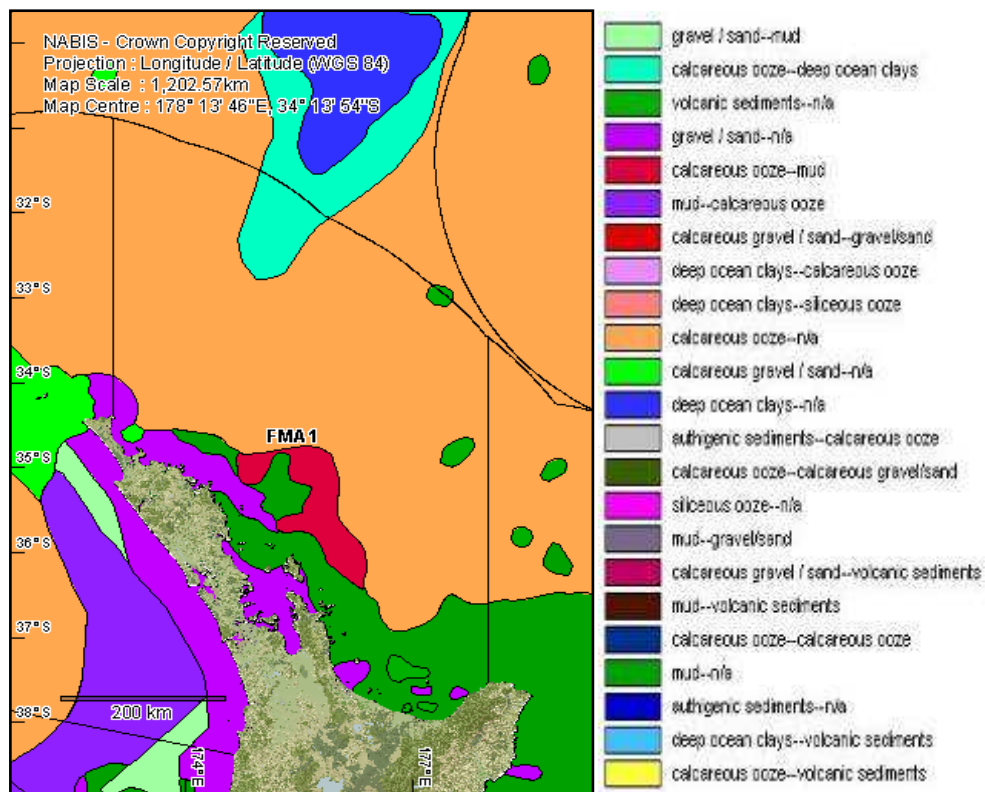 NABIS - Crown Copyright Reserved
Projection : Longitude / Latitude (WGS 84)
Map Scale : 1,202.57km
Map Centre : 178° 13' 46"E, 34° 13' 54"S
32°S
33°S
34°S
35°S
36°S
37°S
38°S
FMA1
200 km
174°E
177°E
gravel / sand--mud
calcareous ooze--deep ocean clays
volcanic sediments--n/a
gravel / sand--n/a
calcareous ooze--mud
mud--calcareous ooze
calcareous gravel / sand--gravel/sand
deep ocean clays--calcareous ooze
deep ocean clays--siliceous ooze
calcareous ooze--n/a
calcareous gravel / sand--n/a
deep ocean clays--n/a
authigenic sediments--calcareous ooze
calcareous ooze--calcareous gravel/sand
siliceous ooze--n/a
mud--gravel/sand
calcareous gravel / sand--volcanic sediments
mud--volcanic sediments
calcareous ooze--calcareous ooze
mud--n/a
authigenic sediments--n/a
deep ocean clays--volcanic sediments
calcareous ooze--volcanic sediments